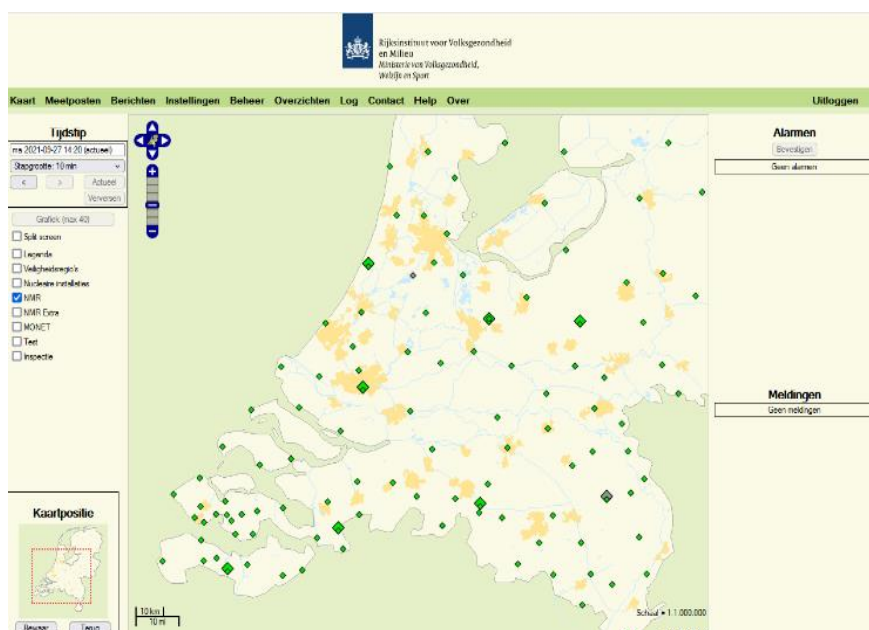 Rijksinstituut voor Volksgezondheid
en Milieu
Ministerie van Volksgezondheid,
Welzijn en Sport
Kaart Meetposten Berichten Instellingen Beheer Overzichten Log Contact Help Over Uitloggen
Tijdstip
ma 2021-09-27 14:20 (actueel)
Stapgrootte: 10 min
< > Actueel
Verversen
Grafiek (max 40)
Split screen
Legenda
Veiligheidsregio's
Nucleaire installaties
NMR
NMR Extra
MONET
Test
Inspectie
Kaartpositie
Bewaar Terug
10 km
10 mi
Schaal = 1:1.000.000
Alarmen
Bevestigen
Geen alarmen
Meldingen
Geen meldingen